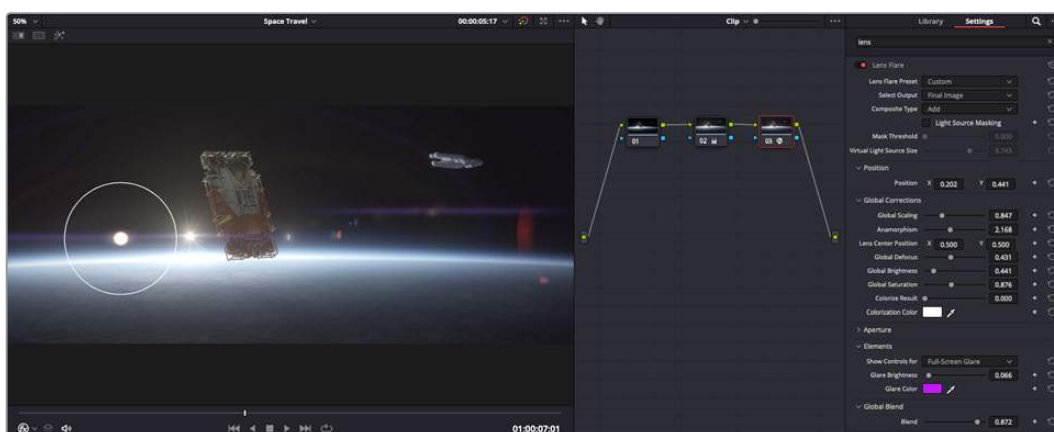 50%
Space Travel
00:00:05:17
Clip
Library
Settings
lens
Lens Flare
Lens Flare Preset Custom
Select Output Final Image
Composite Type Add
Light Source Masking
Mask Threshold 0.000
Virtual Light Source Size 0.743
Position
Position X 0.202 Y 0.441
Global Corrections
Global Scaling 0.847
Anamorphism 2.168
Lens Center Position X 0.500 Y 0.500
Global Defocus 0.431
Global Brightness 0.441
Global Saturation 0.876
Colorize Result 0.000
Colorization Color
Aperture
Elements
Show Controls for Full-Screen Glare
Glare Brightness 0.066
Glare Color
Global Blend
Blend 0.872
01
02
03
01:00:07:01